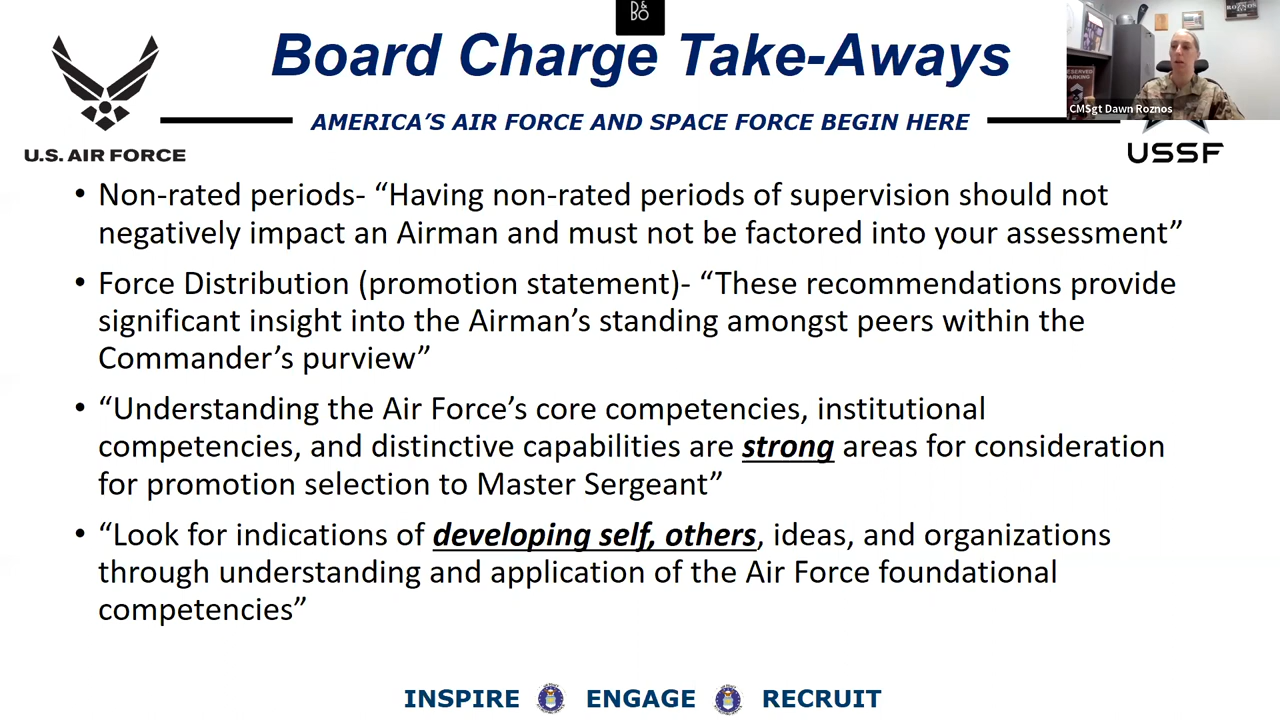 B&O
Board Charge Take-Aways
ROZNOS
RESERVED
PARKING
CMSgt Dawn Roznos
AMERICA'S AIR FORCE AND SPACE FORCE BEGIN HERE
U.S. AIR FORCE
USSF
• Non-rated periods- “Having non-rated periods of supervision should not
negatively impact an Airman and must not be factored into your assessment”
• Force Distribution (promotion statement)- “These recommendations provide
significant insight into the Airman’s standing amongst peers within the
Commander’s purview”
• “Understanding the Air Force’s core competencies, institutional
competencies, and distinctive capabilities are strong areas for consideration
for promotion selection to Master Sergeant”
• “Look for indications of developing self, others, ideas, and organizations
through understanding and application of the Air Force foundational
competencies”
INSPIRE ENGAGE RECRUIT